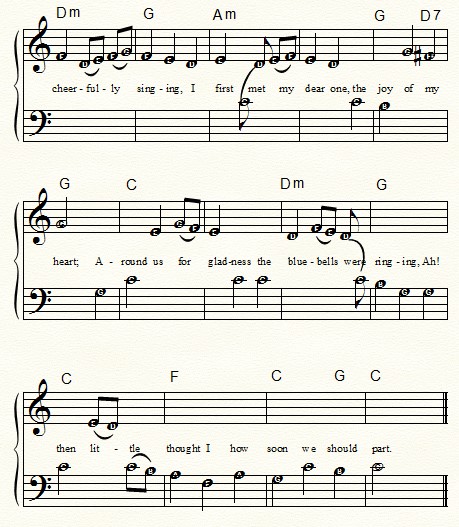 Dm G Am G D7
cheer - ful - ly sing - ing, I first met my dear one, the joy of my
G C Dm G
heart; A - round us for glad-ness the blue - bells were ring - ing, Ah!
C F C G C
then lit - tle thought I how soon we should part.